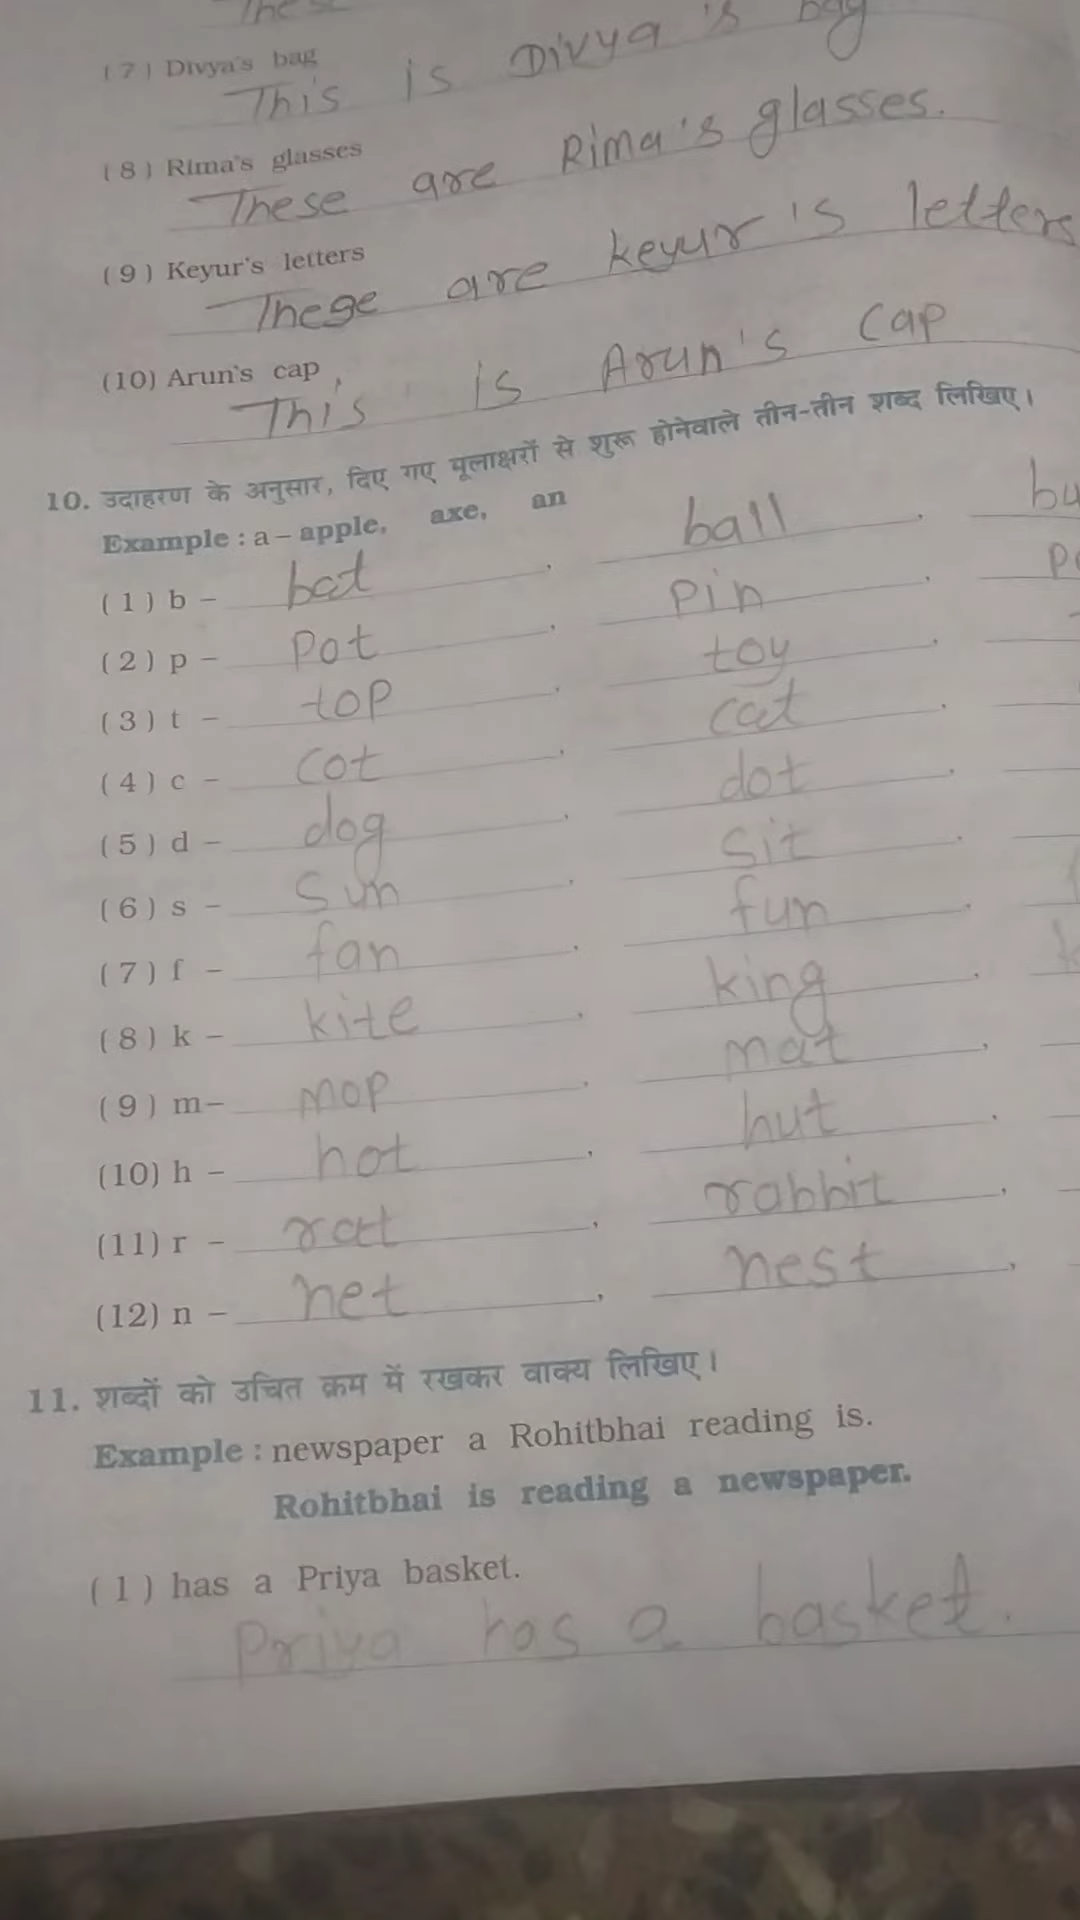 These
(7) Divya's bag
This is Divya's bag
(8) Rima's glasses
These are Rima's glasses.
(9) Keyur's letters
These are keyur's letters
(10) Arun's cap
This is Arun's cap
10. उदाहरण के अनुसार, दिए गए मूलाक्षरों से शुरू होनेवाले तीन-तीन शब्द लिखिए।
Example : a – apple, axe, an
(1) b – bat, ball,
(2) p – pot, pin,
(3) t – top, toy,
(4) c – cot, cat,
(5) d – dog, dot,
(6) s – sun, sit,
(7) f – fan, fun,
(8) k – kite, king,
(9) m– mop, mat,
(10) h – hot, hut,
(11) r – rat, rabbit,
(12) n – net, nest,
11. शब्दों को उचित क्रम में रखकर वाक्य लिखिए।
Example : newspaper a Rohitbhai reading is.
Rohitbhai is reading a newspaper.
(1) has a Priya basket.
Priya has a basket.